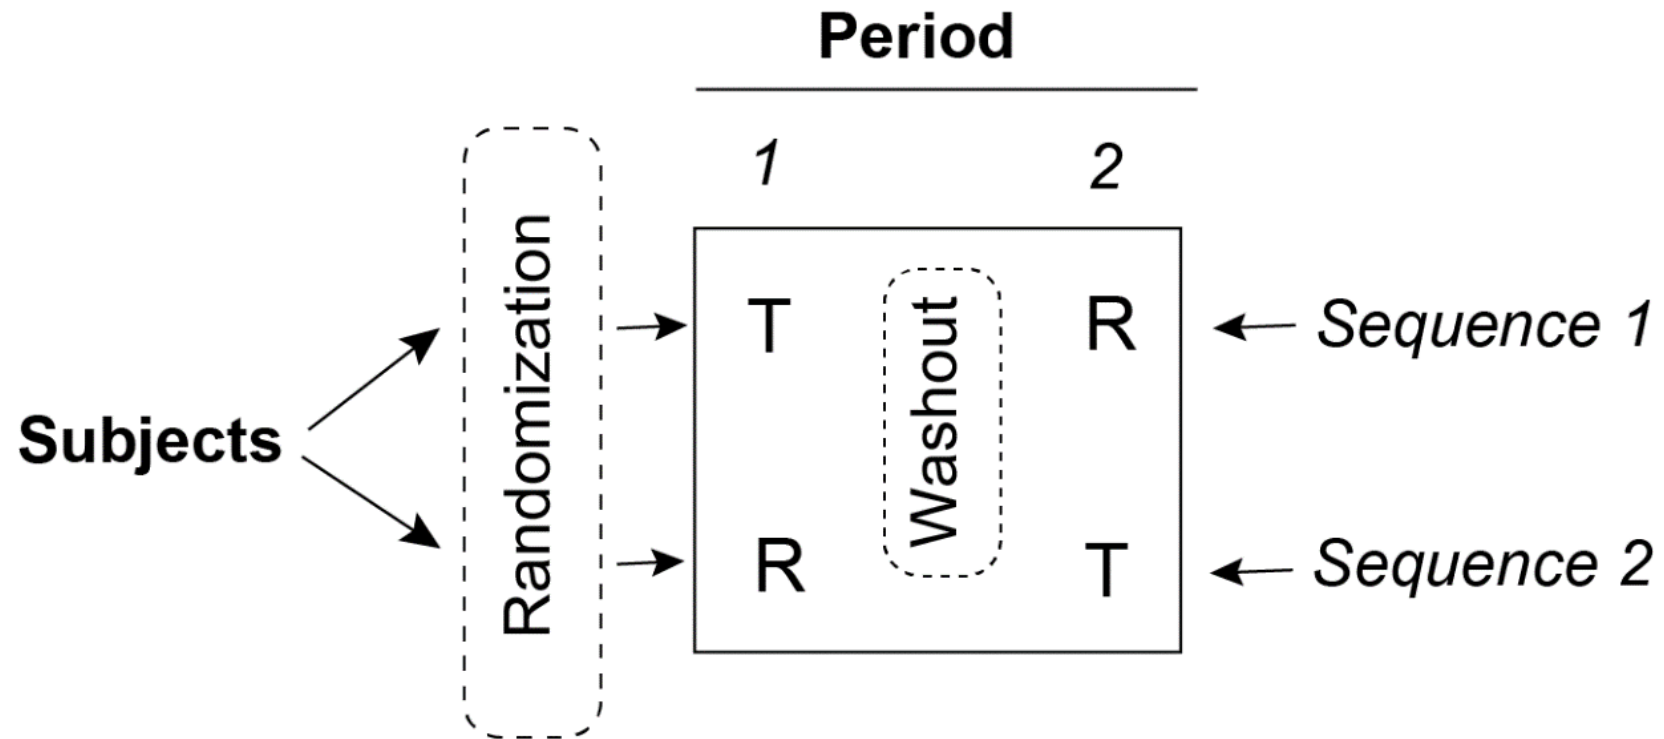 Period
1 2
Randomization
T Washout R
Sequence 1
Subjects
R T
Sequence 2